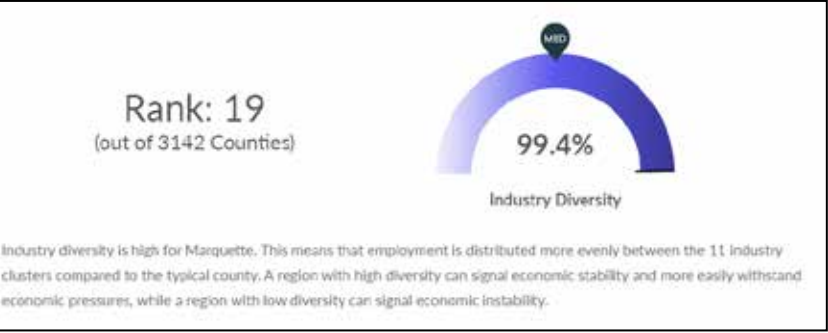 MED
Rank: 19
(out of 3142 Counties)
99.4%
Industry Diversity
Industry diversity is high for Marquette. This means that employment is distributed more evenly between the 11 industry
clusters compared to the typical county. A region with high diversity can signal economic stability and more easily withstand
economic pressures, while a region with low diversity can signal economic instability.